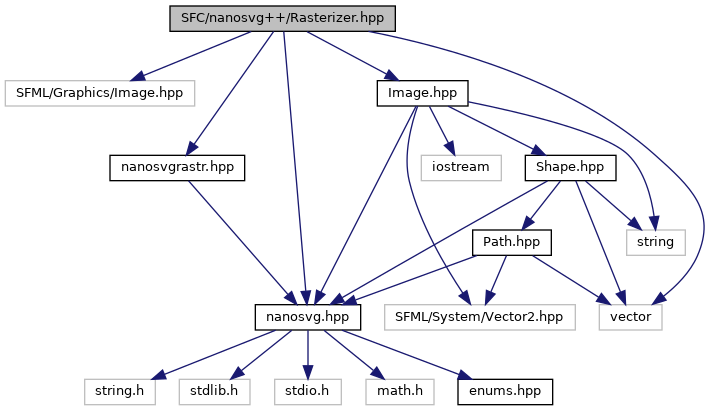 SFC/nanosvg++/Rasterizer.hpp
SFML/Graphics/Image.hpp
Image.hpp
nanosvgrastr.hpp
iostream
Shape.hpp
Path.hpp
string
nanosvg.hpp
SFML/System/Vector2.hpp
vector
string.h
stdlib.h
stdio.h
math.h
enums.hpp